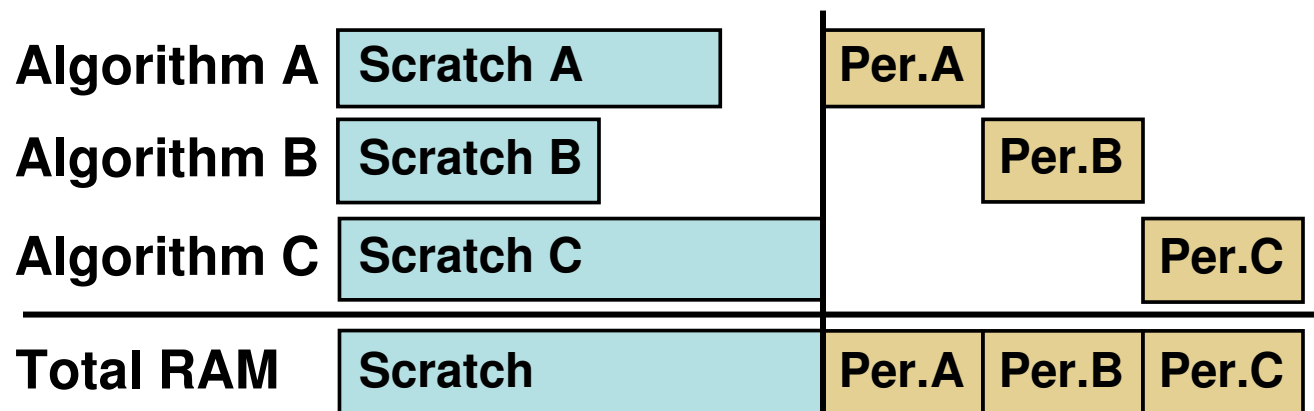 Algorithm A Scratch A Per.A
Algorithm B Scratch B Per.B
Algorithm C Scratch C Per.C
Total RAM Scratch Per.A Per.B Per.C